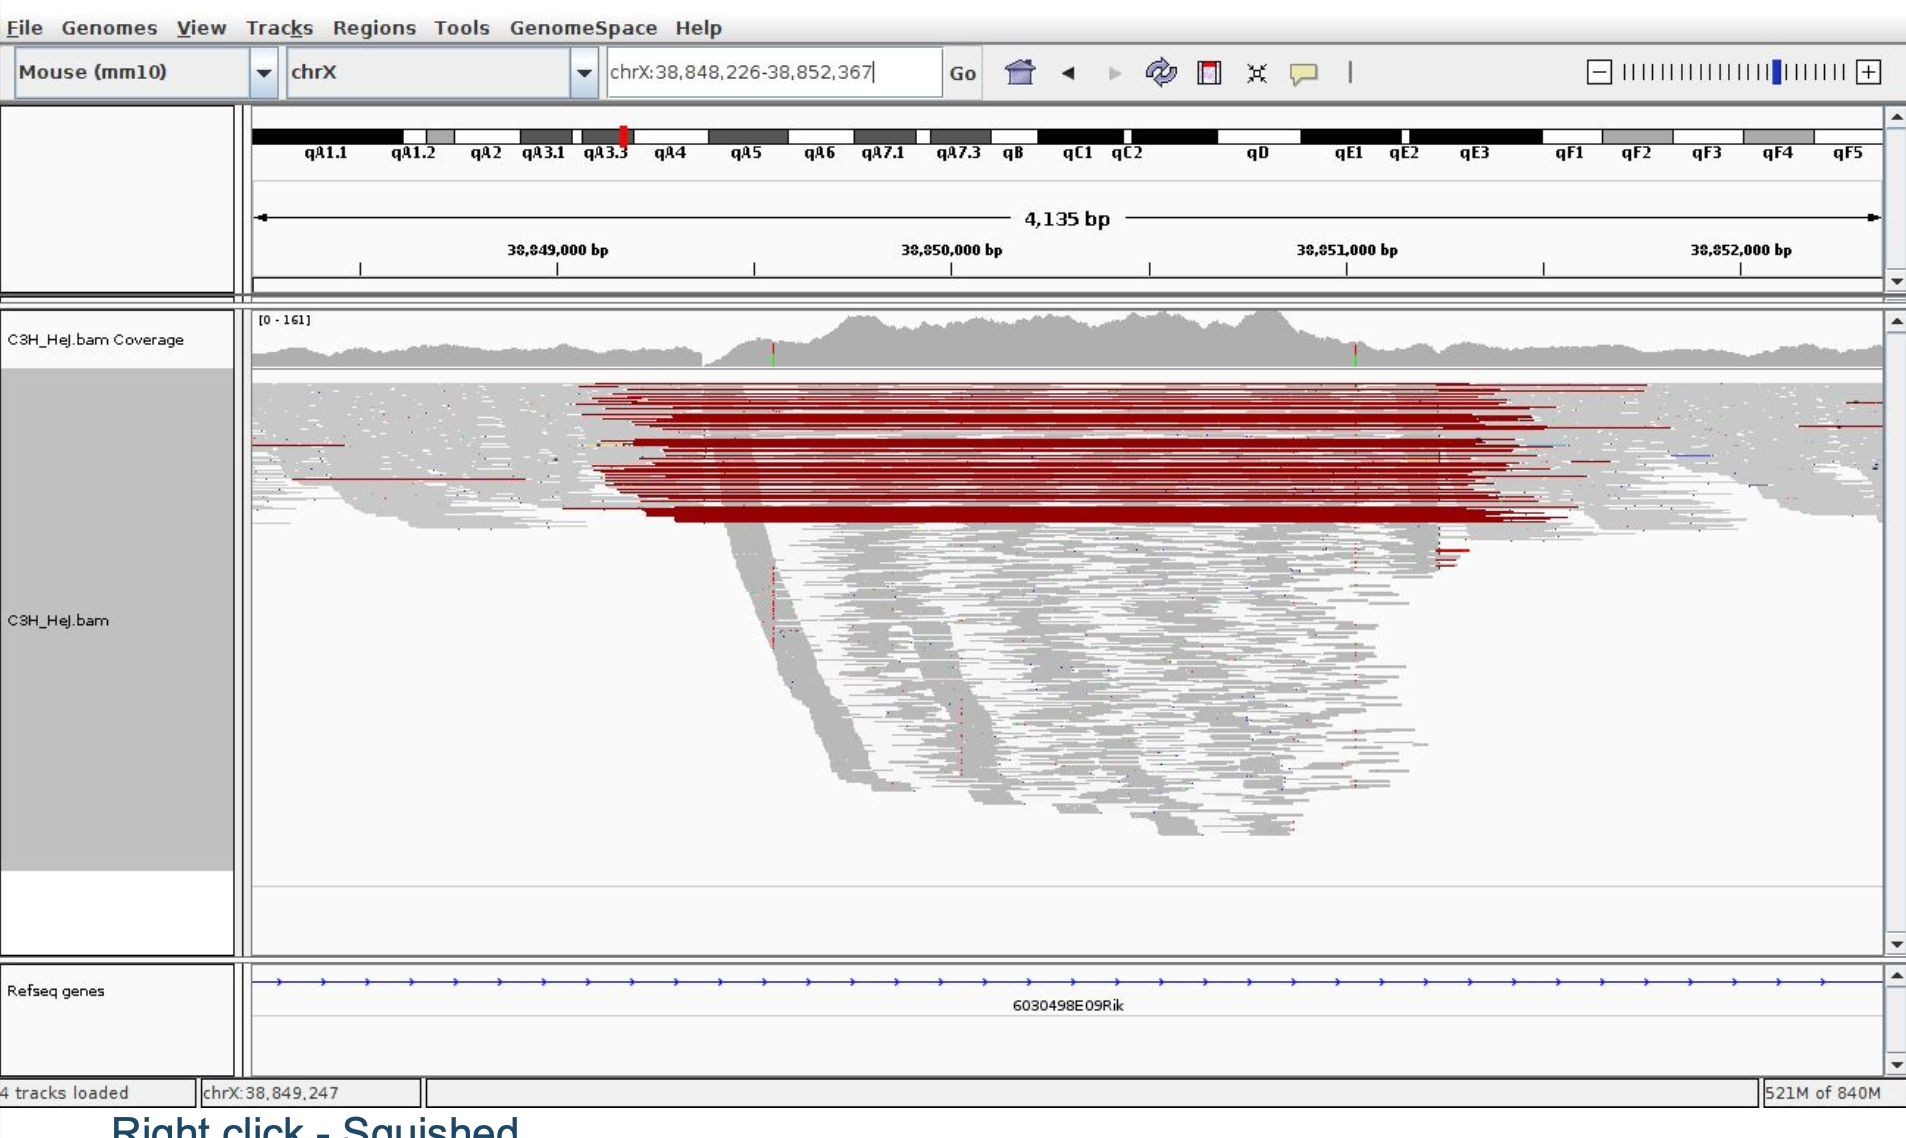 File Genomes View Tracks Regions Tools GenomeSpace Help
Mouse (mm10) chrX chrX:38,848,226-38,852,367 Go
qA1.1 qA1.2 qA2 qA3.1 qA3.3 qA4 qA5 qA6 qA7.1 qA7.3 qB qC1 qC2 qD qE1 qE2 qE3 qF1 qF2 qF3 qF4 qF5
4,135 bp
38,849,000 bp 38,850,000 bp 38,851,000 bp 38,852,000 bp
[0 - 161]
C3H_HeJ.bam Coverage
C3H_HeJ.bam
Refseq genes
6030498E09Rik
4 tracks loaded chrX:38,849,247 521M of 840M
Right click - Squished